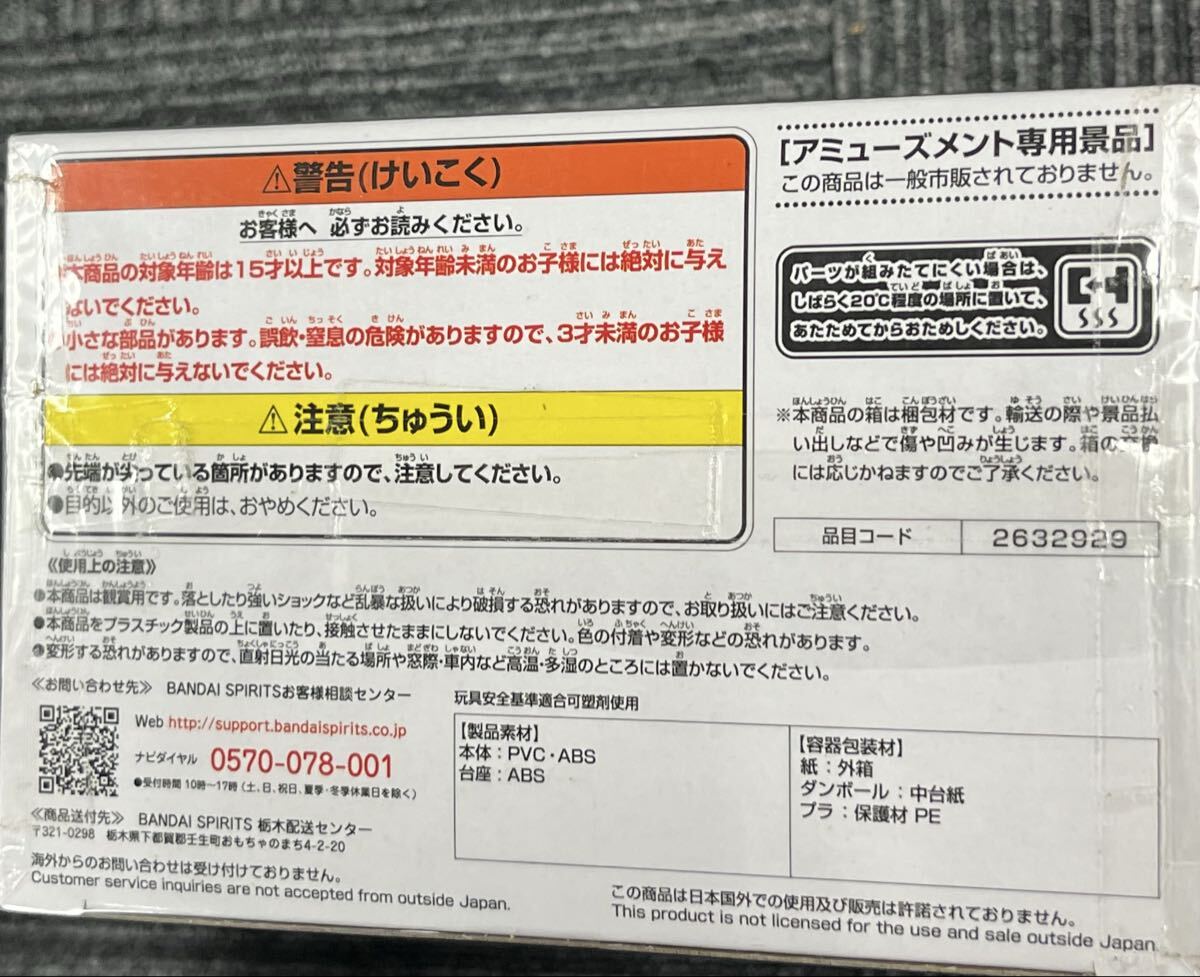 ⚠警告(けいこく)
お客様へ 必ずお読みください。
本商品の対象年齢は15才以上です。対象年齢未満のお子様には絶対に与え
ないでください。
小さな部品があります。誤飲・窒息の危険がありますので、3才未満のお子様
には絶対に与えないでください。
⚠注意(ちゅうい)
●先端が尖っている箇所がありますので、注意してください。
●目的以外のご使用は、おやめください。
[アミューズメント専用景品]
この商品は一般市販されておりません。
パーツが組みたてにくい場合は、
しばらく20℃程度の場所に置いて、
あたためてからおためしください。
※本商品の箱は梱包材です。輸送の際や景品払
い出しなどで傷や凹みが生じます。箱の交換
には応じかねますのでご了承ください。
品目コード 2632929
《使用上の注意》
●本商品は観賞用です。落としたり強いショックなど乱暴な扱いにより破損する恐れがありますので、お取り扱いにはご注意ください。
●本商品をプラスチック製品の上に置いたり、接触させたままにしないでください。色の付着や変形などの恐れがあります。
●変形する恐れがありますので、直射日光の当たる場所や窓際・車内など高温・多湿のところには置かないでください。
《お問い合わせ先》 BANDAI SPIRITSお客様相談センター
Web http://support.bandaispirits.co.jp
ナビダイヤル 0570-078-001
●受付時間 10時〜17時 (土、日、祝日、夏季・冬季休業日を除く)
《商品送付先》 BANDAI SPIRITS 栃木配送センター
〒321-0298 栃木県下都賀郡壬生町おもちゃのまち4-2-20
海外からのお問い合わせは受け付けておりません。
Customer service inquiries are not accepted from outside Japan.
玩具安全基準適合可塑剤使用
【製品素材】
本体：PVC・ABS
台座：ABS
【容器包装材】
紙：外箱
ダンボール：中台紙
プラ：保護材 PE
この商品は日本国外での使用及び販売は許諾されておりません。
This product is not licensed for the use and sale outside Japan.